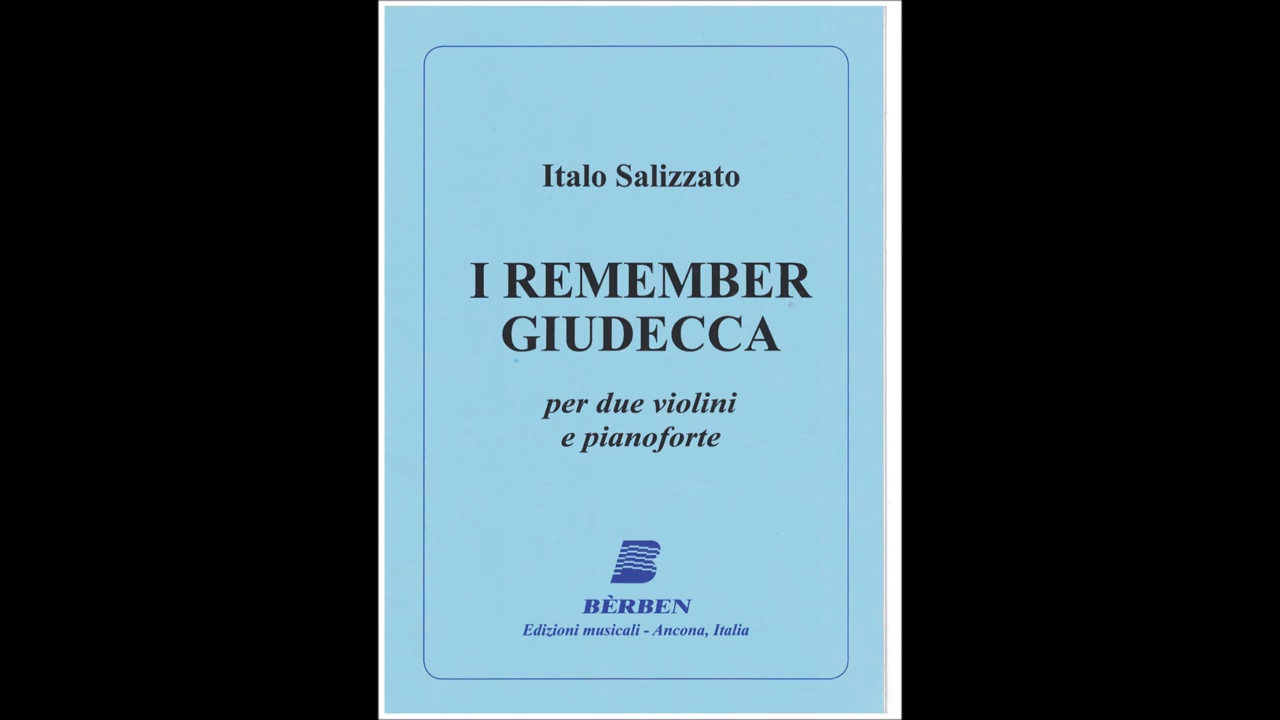 Italo Salizzato
I REMEMBER
GIUDECCA
per due violini
e pianoforte
B
BÈRBEN
Edizioni musicali - Ancona, Italia